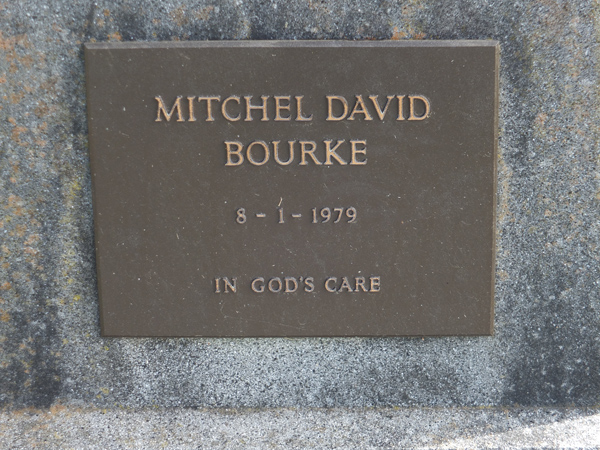 MITCHEL DAVID
BOURKE
8 - 1 - 1979
IN GOD'S CARE